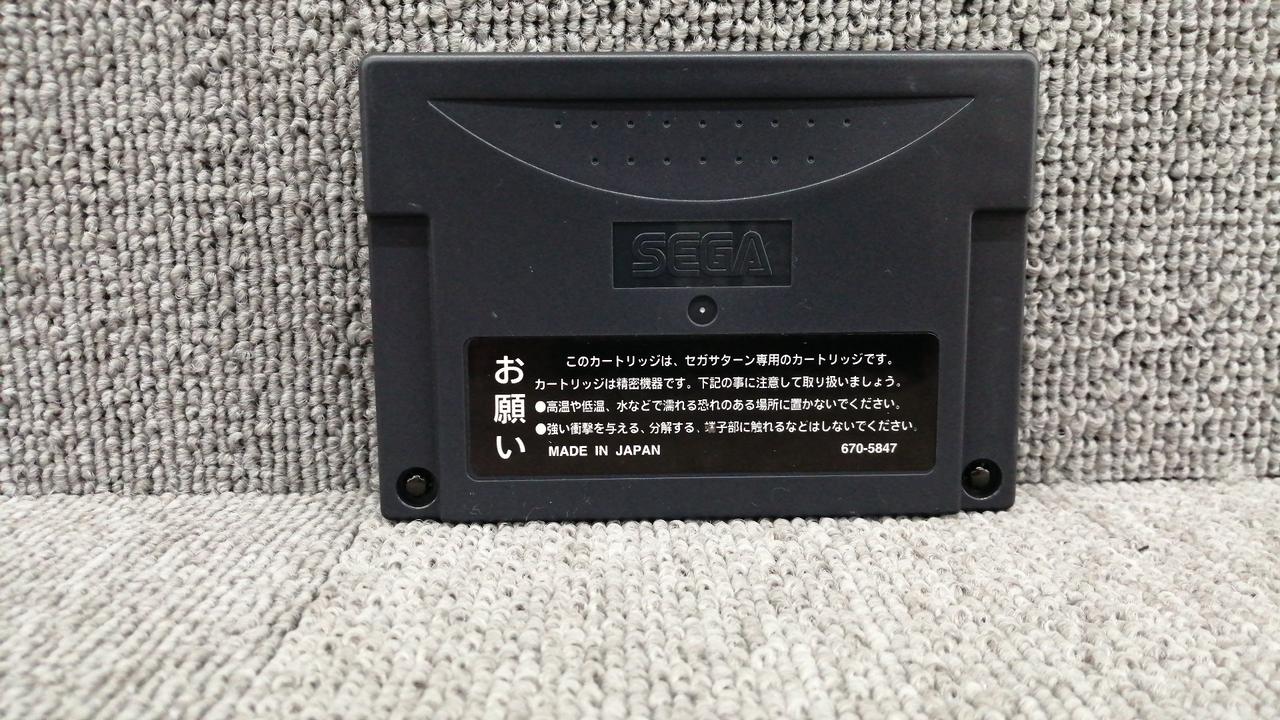 SEGA
お願い
このカートリッジは、セガサターン専用のカートリッジです。
カートリッジは精密機器です。下記の事に注意して取り扱いましょう。
●高温や低温、水などで濡れる恐れのある場所に置かないでください。
●強い衝撃を与える、分解する、端子部に触れるなどはしないでください。
MADE IN JAPAN 670-5847